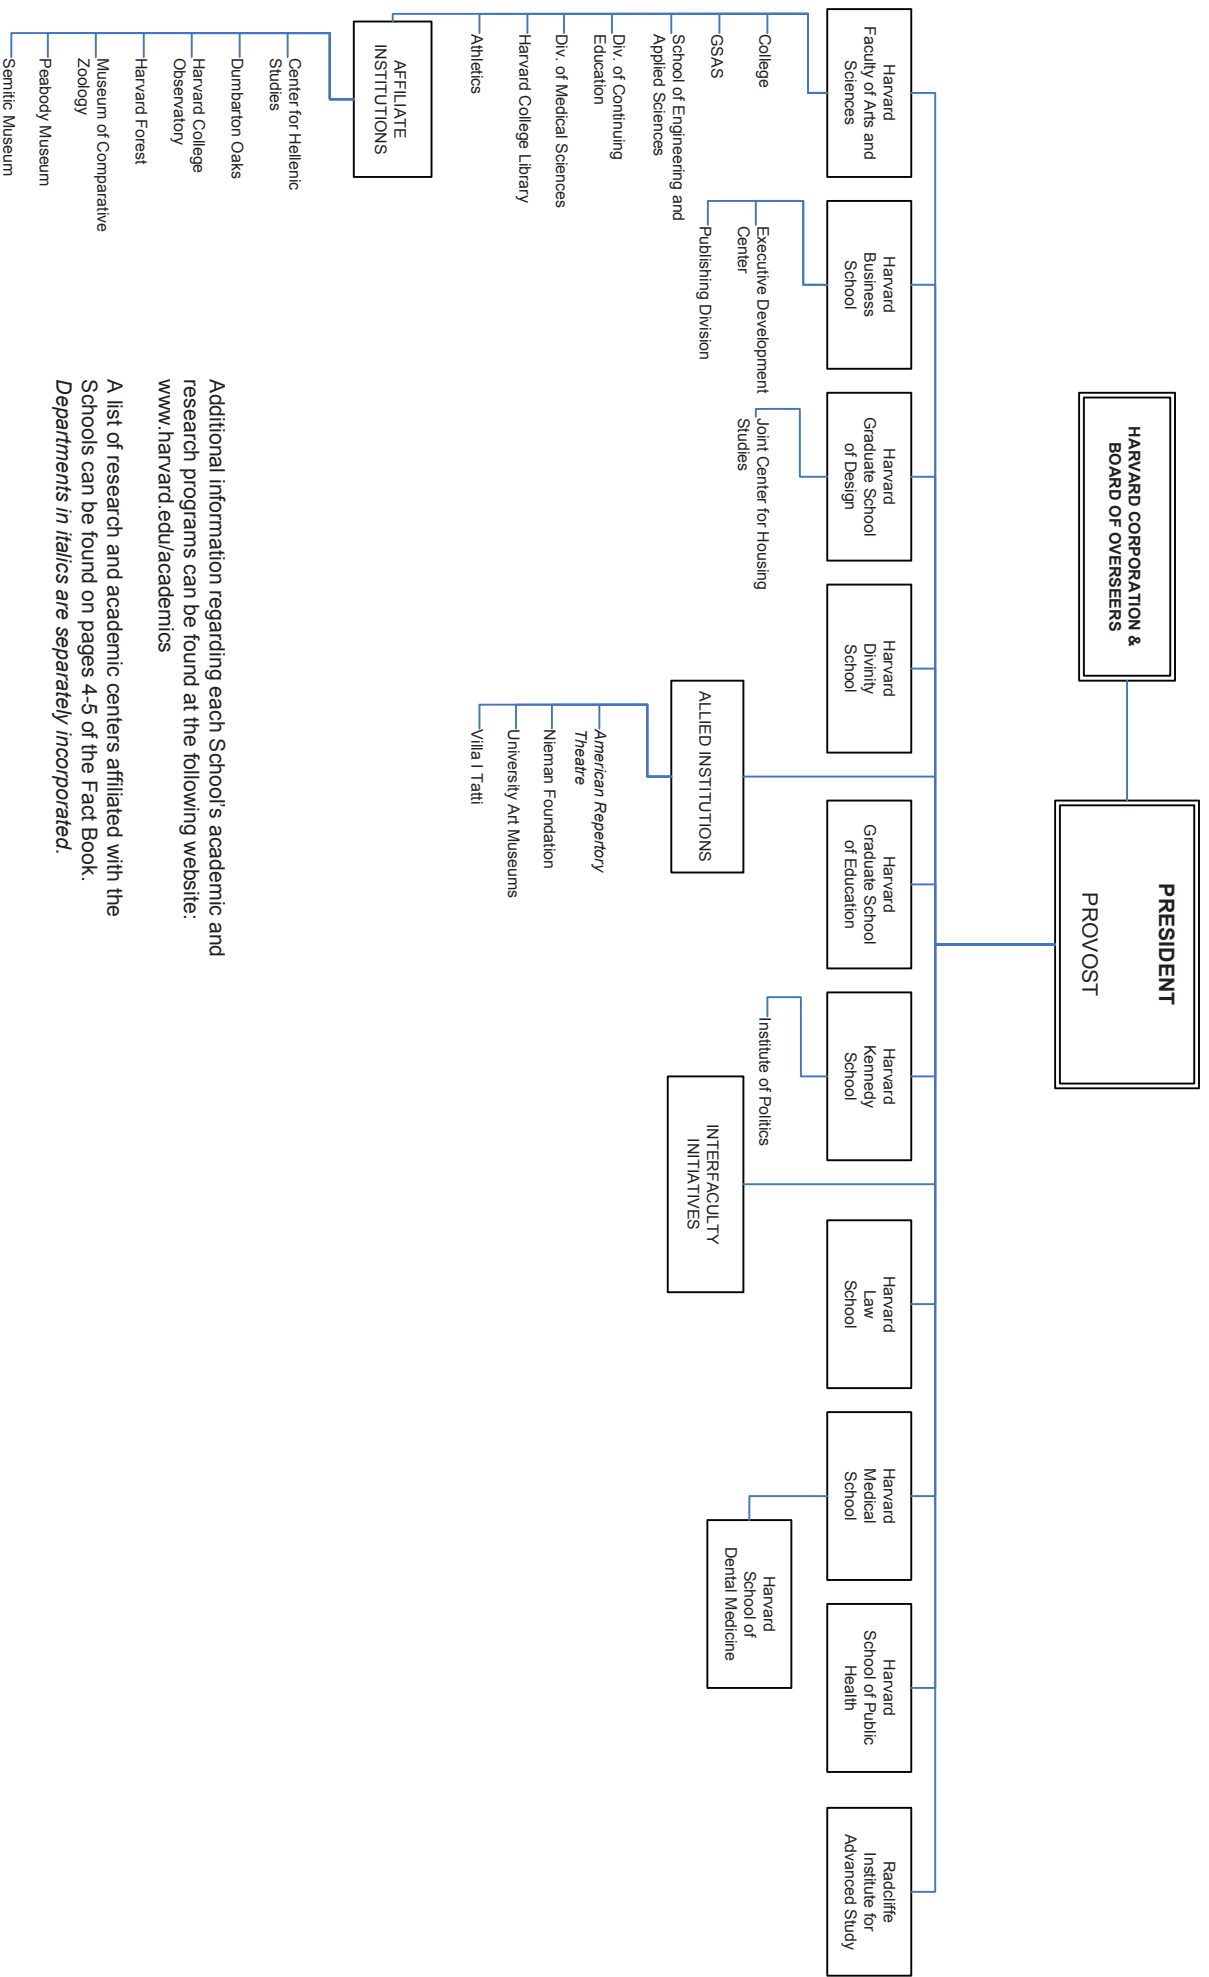 HARVARD CORPORATION &
BOARD OF OVERSEERS
PRESIDENT
PROVOST
Harvard
Faculty of Arts and
Sciences
College
GSAS
School of Engineering and
Applied Sciences
Div. of Continuing
Education
Div. of Medical Sciences
Harvard College Library
Athletics
AFFILIATE
INSTITUTIONS
Center for Hellenic
Studies
Dumbarton Oaks
Harvard College
Observatory
Harvard Forest
Museum of Comparative
Zoology
Peabody Museum
Semitic Museum
Harvard
Business
School
Executive Development
Center
Publishing Division
Harvard
Graduate School
of Design
Joint Center for Housing
Studies
Harvard
Divinity
School
ALLIED INSTITUTIONS
American Repertory
Theatre
Nieman Foundation
University Art Museums
Villa I Tatti
Harvard
Graduate School
of Education
Harvard
Kennedy
School
Institute of Politics
INTERFACULTY
INITIATIVES
Harvard
Law
School
Harvard
Medical
School
Harvard
School of
Dental Medicine
Harvard
School of Public
Health
Radcliffe
Institute for
Advanced Study
Additional information regarding each School's academic and
research programs can be found at the following website:
www.harvard.edu/academics
A list of research and academic centers affiliated with the
Schools can be found on pages 4-5 of the Fact Book.
Departments in italics are separately incorporated.